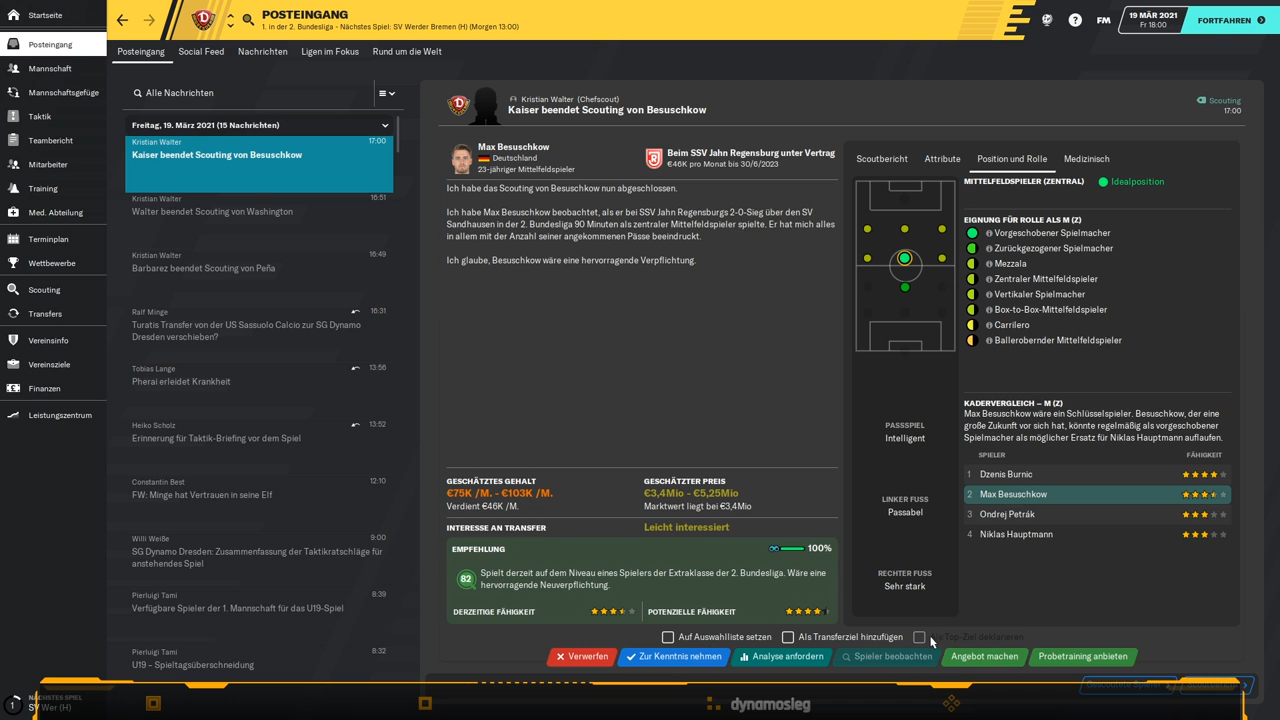 Startseite
Posteingang
Mannschaft
Mannschaftsgefüge
Taktik
Teambericht
Mitarbeiter
Training
Med. Abteilung
Terminplan
Wettbewerbe
Scouting
Transfers
Vereinsinfo
Vereinsziele
Finanzen
Leistungszentrum
POSTEINGANG
1. in der 2. Bundesliga - Nächstes Spiel: SV Werder Bremen (H) (Morgen 13:00)
FM
19 MÄR 2021
Fr 18:00
FORTFAHREN
Posteingang
Social Feed
Nachrichten
Ligen im Fokus
Rund um die Welt
Alle Nachrichten
Freitag, 19. März 2021 (15 Nachrichten)
Kristian Walter 17:00
Kaiser beendet Scouting von Besuschkow
Kristian Walter 16:51
Walter beendet Scouting von Washington
Kristian Walter 16:49
Barbarez beendet Scouting von Peña
Ralf Minge 16:31
Turatis Transfer von der US Sassuolo Calcio zur SG Dynamo
Dresden verschieben?
Tobias Lange 13:56
Pherai erleidet Krankheit
Heiko Scholz 13:52
Erinnerung für Taktik-Briefing vor dem Spiel
Constantin Best 12:10
FW: Minge hat Vertrauen in seine Elf
Willi Weiße 9:00
SG Dynamo Dresden: Zusammenfassung der Taktikratschläge für
anstehendes Spiel
Pierluigi Tami 8:39
Verfügbare Spieler der 1. Mannschaft für das U19-Spiel
Pierluigi Tami 8:32
U19 – Spieltagsüberschneidung
Kristian Walter (Chefscout)
Kaiser beendet Scouting von Besuschkow
Scouting
17:00
Max Besuschkow
Deutschland
23-jähriger Mittelfeldspieler
Beim SSV Jahn Regensburg unter Vertrag
€46K pro Monat bis 30/6/2023
Ich habe das Scouting von Besuschkow nun abgeschlossen.
Ich habe Max Besuschkow beobachtet, als er bei SSV Jahn Regensburgs 2-0-Sieg über den SV
Sandhausen in der 2. Bundesliga 90 Minuten als zentraler Mittelfeldspieler spielte. Er hat mich alles
in allem mit der Anzahl seiner angekommenen Pässe beeindruckt.
Ich glaube, Besuschkow wäre eine hervorragende Verpflichtung.
GESCHÄTZTES GEHALT
€75K /M. - €103K /M.
Verdient €46K /M.
GESCHÄTZTER PREIS
€3,4Mio - €5,25Mio
Marktwert liegt bei €3,4Mio
INTERESSE AN TRANSFER
Leicht interessiert
EMPFEHLUNG
100%
82
Spielt derzeit auf dem Niveau eines Spielers der Extraklasse der 2. Bundesliga. Wäre eine
hervorragende Neuverpflichtung.
DERZEITIGE FÄHIGKEIT
POTENZIELLE FÄHIGKEIT
Scoutbericht
Attribute
Position und Rolle
Medizinisch
MITTELFELDSPIELER (ZENTRAL)
Idealposition
EIGNUNG FÜR ROLLE ALS M (Z)
Vorgeschobener Spielmacher
Zurückgezogener Spielmacher
Mezzala
Zentraler Mittelfeldspieler
Vertikaler Spielmacher
Box-to-Box-Mittelfeldspieler
Carrilero
Ballerobernder Mittelfeldspieler
PASSSPIEL
Intelligent
LINKER FUSS
Passabel
RECHTER FUSS
Sehr stark
KADERVERGLEICH – M (Z)
Max Besuschkow wäre ein Schlüsselspieler. Besuschkow, der eine
große Zukunft vor sich hat, könnte regelmäßig als vorgeschobener
Spielmacher als möglicher Ersatz für Niklas Hauptmann auflaufen.
SPIELER
FÄHIGKEIT
1 Dzenis Burnic
2 Max Besuschkow
3 Ondrej Petrák
4 Niklas Hauptmann
Auf Auswahlliste setzen
Als Transferziel hinzufügen
Top-Ziel deklarieren
Verwerfen
Zur Kenntnis nehmen
Analyse anfordern
Spieler beobachten
Angebot machen
Probetraining anbieten
1
NÄCHSTES SPIEL
SV Wer (H)
dynamosleg